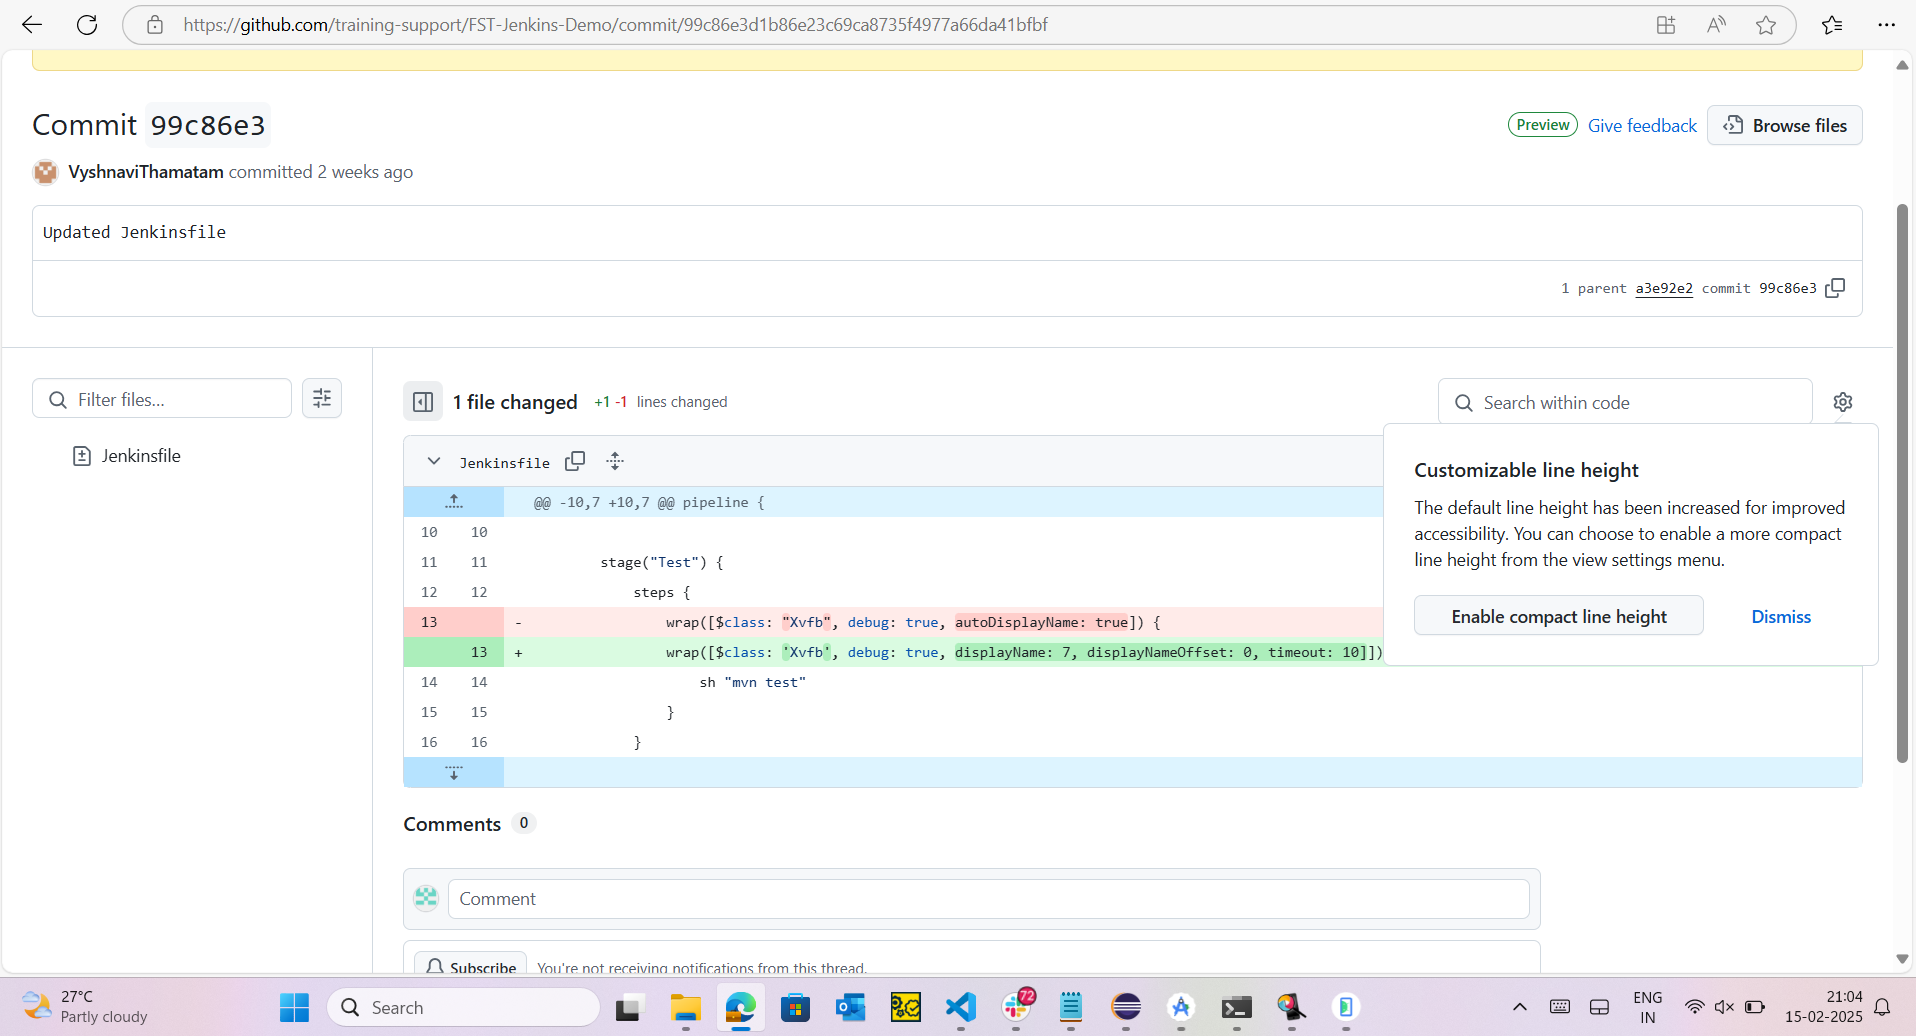 https://github.com/training-support/FST-Jenkins-Demo/commit/99c86e3d1b86e23c69ca8735f4977a66da41bfbf
Commit 99c86e3
Preview Give feedback Browse files
VyshnaviThamatam committed 2 weeks ago
Updated Jenkinsfile
1 parent a3e92e2 commit 99c86e3
Filter files...
1 file changed +1 -1 lines changed
Search within code
Jenkinsfile
Jenkinsfile
@@ -10,7 +10,7 @@ pipeline {
10 10
11 11 stage("Test") {
12 12 steps {
13 - wrap([$class: "Xvfb", debug: true, autoDisplayName: true]) {
13 + wrap([$class: 'Xvfb', debug: true, displayName: 7, displayNameOffset: 0, timeout: 10]])
14 14 sh "mvn test"
15 15 }
16 16 }
Customizable line height
The default line height has been increased for improved
accessibility. You can choose to enable a more compact
line height from the view settings menu.
Enable compact line height Dismiss
Comments 0
Comment
Subscribe You're not receiving notifications from this thread.
27°C
Partly cloudy
Search
72
ENG
IN
21:04
15-02-2025